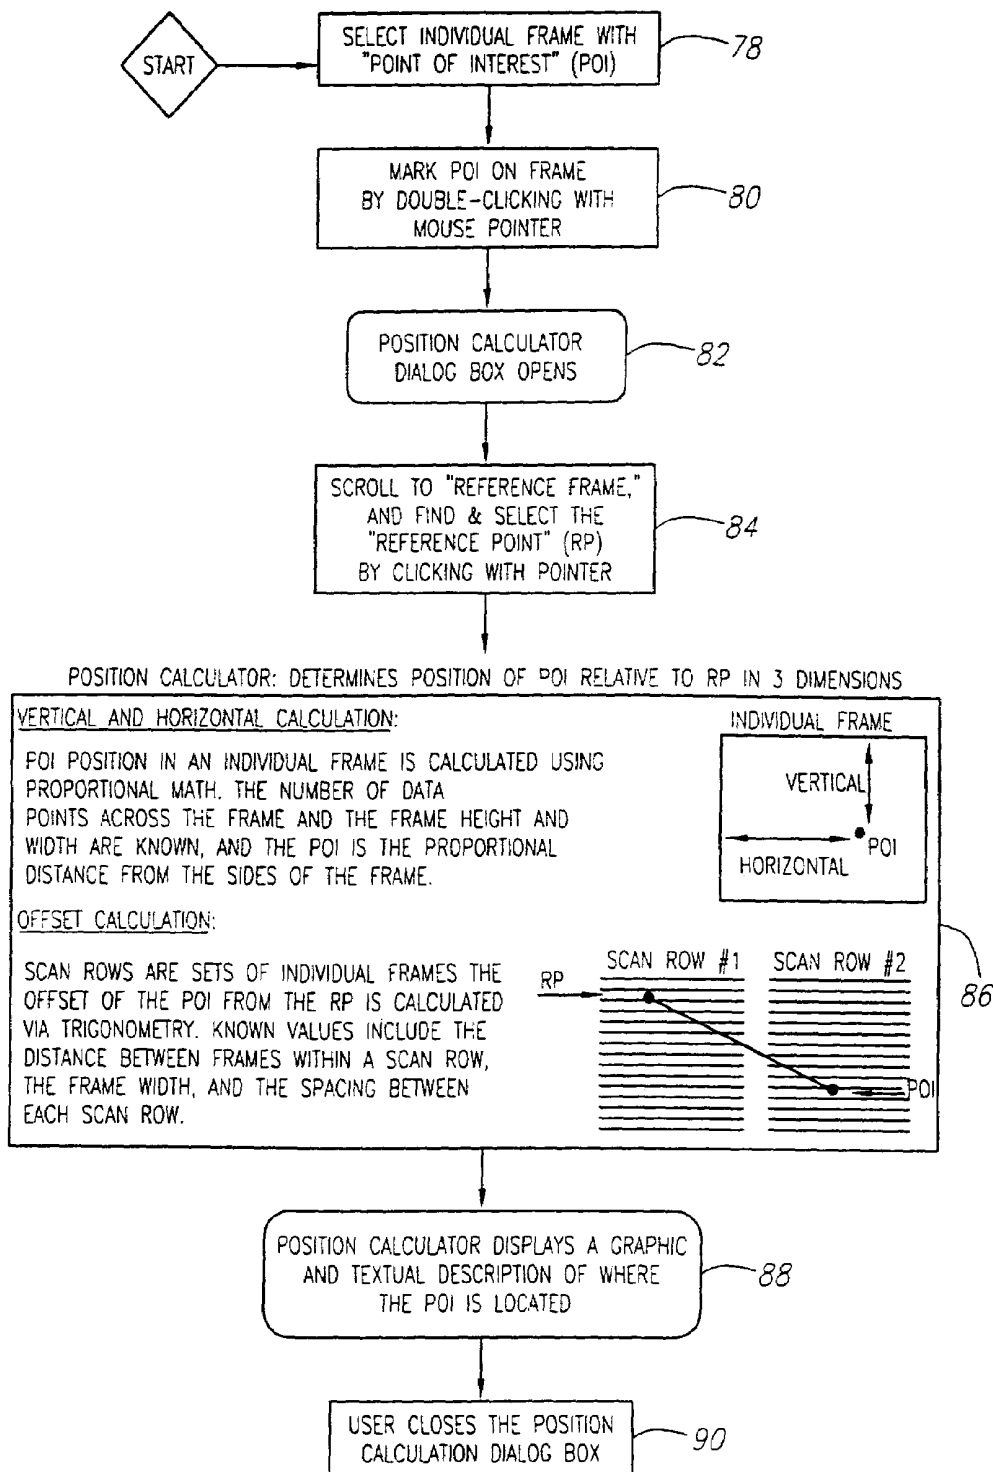 START
SELECT INDIVIDUAL FRAME WITH
"POINT OF INTEREST" (POI)
78
MARK POI ON FRAME
BY DOUBLE-CLICKING WITH
MOUSE POINTER
80
POSITION CALCULATOR
DIALOG BOX OPENS
82
SCROLL TO "REFERENCE FRAME,"
AND FIND & SELECT THE
"REFERENCE POINT" (RP)
BY CLICKING WITH POINTER
84
POSITION CALCULATOR: DETERMINES POSITION OF POI RELATIVE TO RP IN 3 DIMENSIONS
VERTICAL AND HORIZONTAL CALCULATION:
POI POSITION IN AN INDIVIDUAL FRAME IS CALCULATED USING
PROPORTIONAL MATH. THE NUMBER OF DATA
POINTS ACROSS THE FRAME AND THE FRAME HEIGHT AND
WIDTH ARE KNOWN, AND THE POI IS THE PROPORTIONAL
DISTANCE FROM THE SIDES OF THE FRAME.
INDIVIDUAL FRAME
VERTICAL
POI
HORIZONTAL
OFFSET CALCULATION:
SCAN ROWS ARE SETS OF INDIVIDUAL FRAMES THE
OFFSET OF THE POI FROM THE RP IS CALCULATED
VIA TRIGONOMETRY. KNOWN VALUES INCLUDE THE
DISTANCE BETWEEN FRAMES WITHIN A SCAN ROW,
THE FRAME WIDTH, AND THE SPACING BETWEEN
EACH SCAN ROW.
SCAN ROW #1
SCAN ROW #2
RP
POI
86
POSITION CALCULATOR DISPLAYS A GRAPHIC
AND TEXTUAL DESCRIPTION OF WHERE
THE POI IS LOCATED
88
USER CLOSES THE POSITION
CALCULATION DIALOG BOX
90